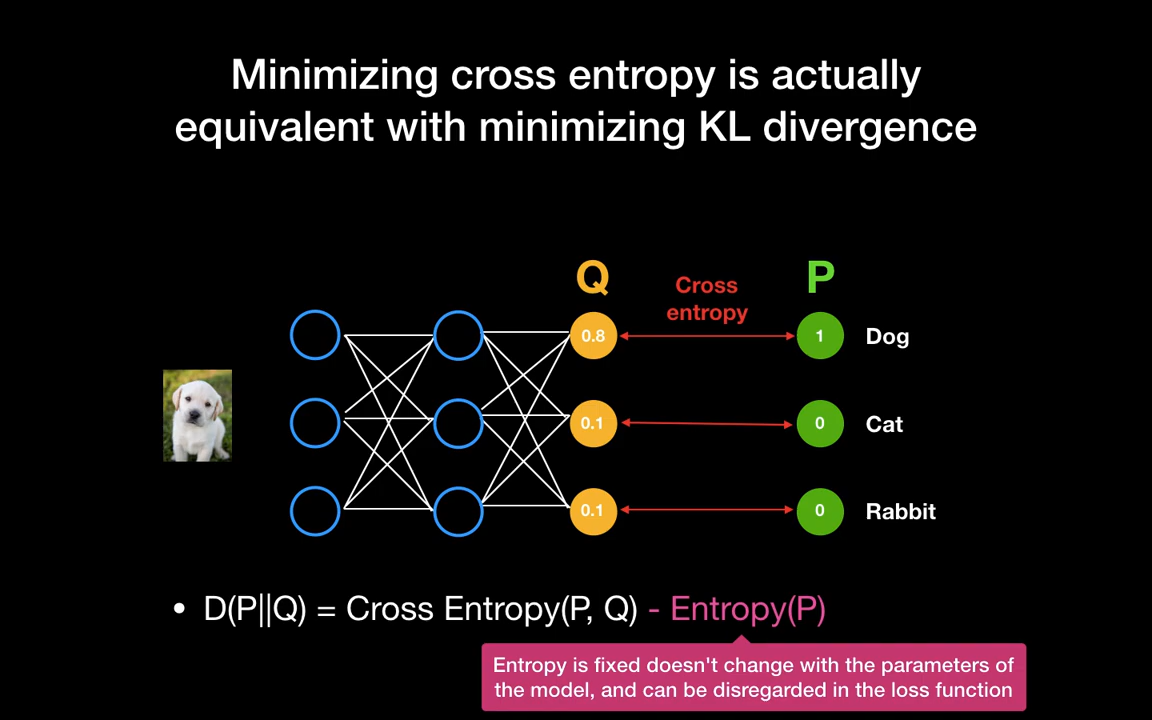 Minimizing cross entropy is actually
equivalent with minimizing KL divergence
Q
P
Cross
entropy
0.8
1
Dog
0.1
0
Cat
0.1
0
Rabbit
• D(P||Q) = Cross Entropy(P, Q) - Entropy(P)
Entropy is fixed doesn't change with the parameters of
the model, and can be disregarded in the loss function